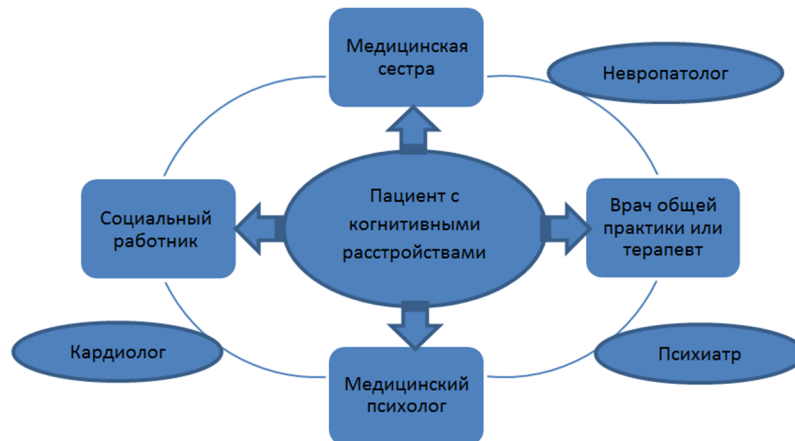 Медицинская
сестра
Невропатолог
Пациент с
когнитивными
расстройствами
Социальный
работник
Врач общей
практики или
терапевт
Кардиолог
Психиатр
Медицинский
психолог